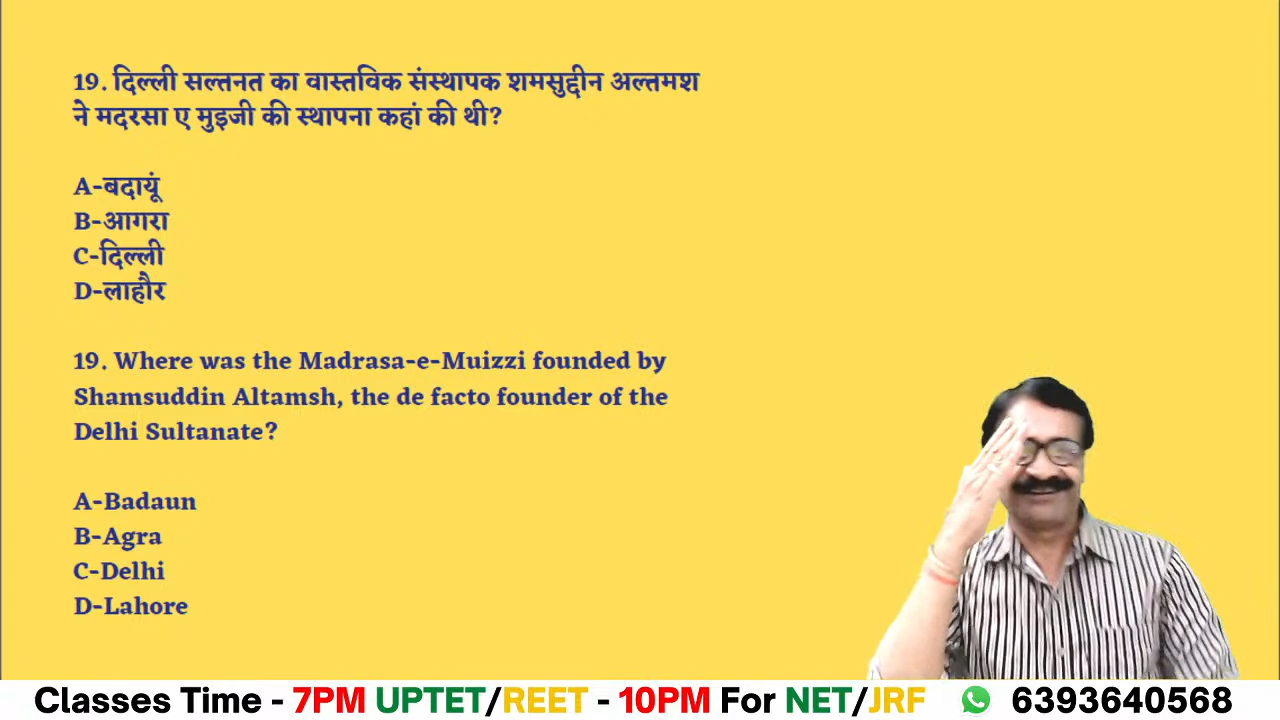 19. दिल्ली सल्तनत का वास्तविक संस्थापक शमसुद्दीन अल्तमश
ने मदरसा ए मुइजी की स्थापना कहां की थी?
A-बदायूं
B-आगरा
C-दिल्ली
D-लाहौर
19. Where was the Madrasa-e-Muizzi founded by
Shamsuddin Altamsh, the de facto founder of the
Delhi Sultanate?
A-Badaun
B-Agra
C-Delhi
D-Lahore
Classes Time - 7PM UPTET/REET - 10PM For NET/JRF 6393640568